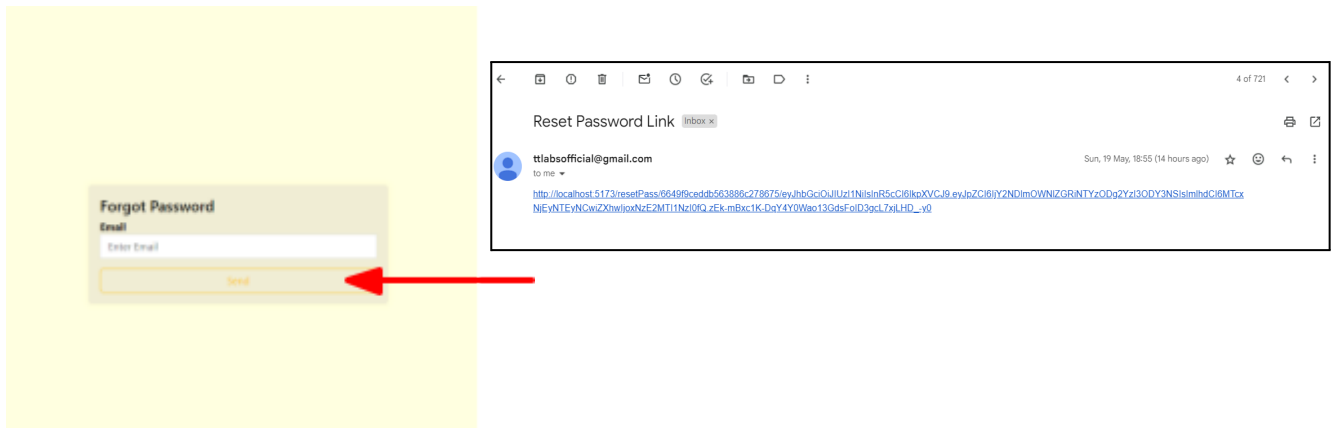 Forgot Password
Email
Enter Email
Send
4 of 721
Reset Password Link Inbox ×
ttlabsofficial@gmail.com Sun, 19 May, 18:55 (14 hours ago)
to me
http://localhost:5173/resetPass/6649f9ceddb563886c278675/eyJhbGciOiJIUzI1NiIsInR5cCI6IkpXVCJ9.eyJpZCI6IjY2NDlmOWNlZGRiNTYzODg2YzI3ODY3NSIsImlhdCI6MTcx
NjEyNTEyNCwiZXhwIjoxNzE2MTI1NzI0fQ.zEk-mBxc1K-DqY4Y0Wao13GdsFoID3gcL7xjLHD_-y0